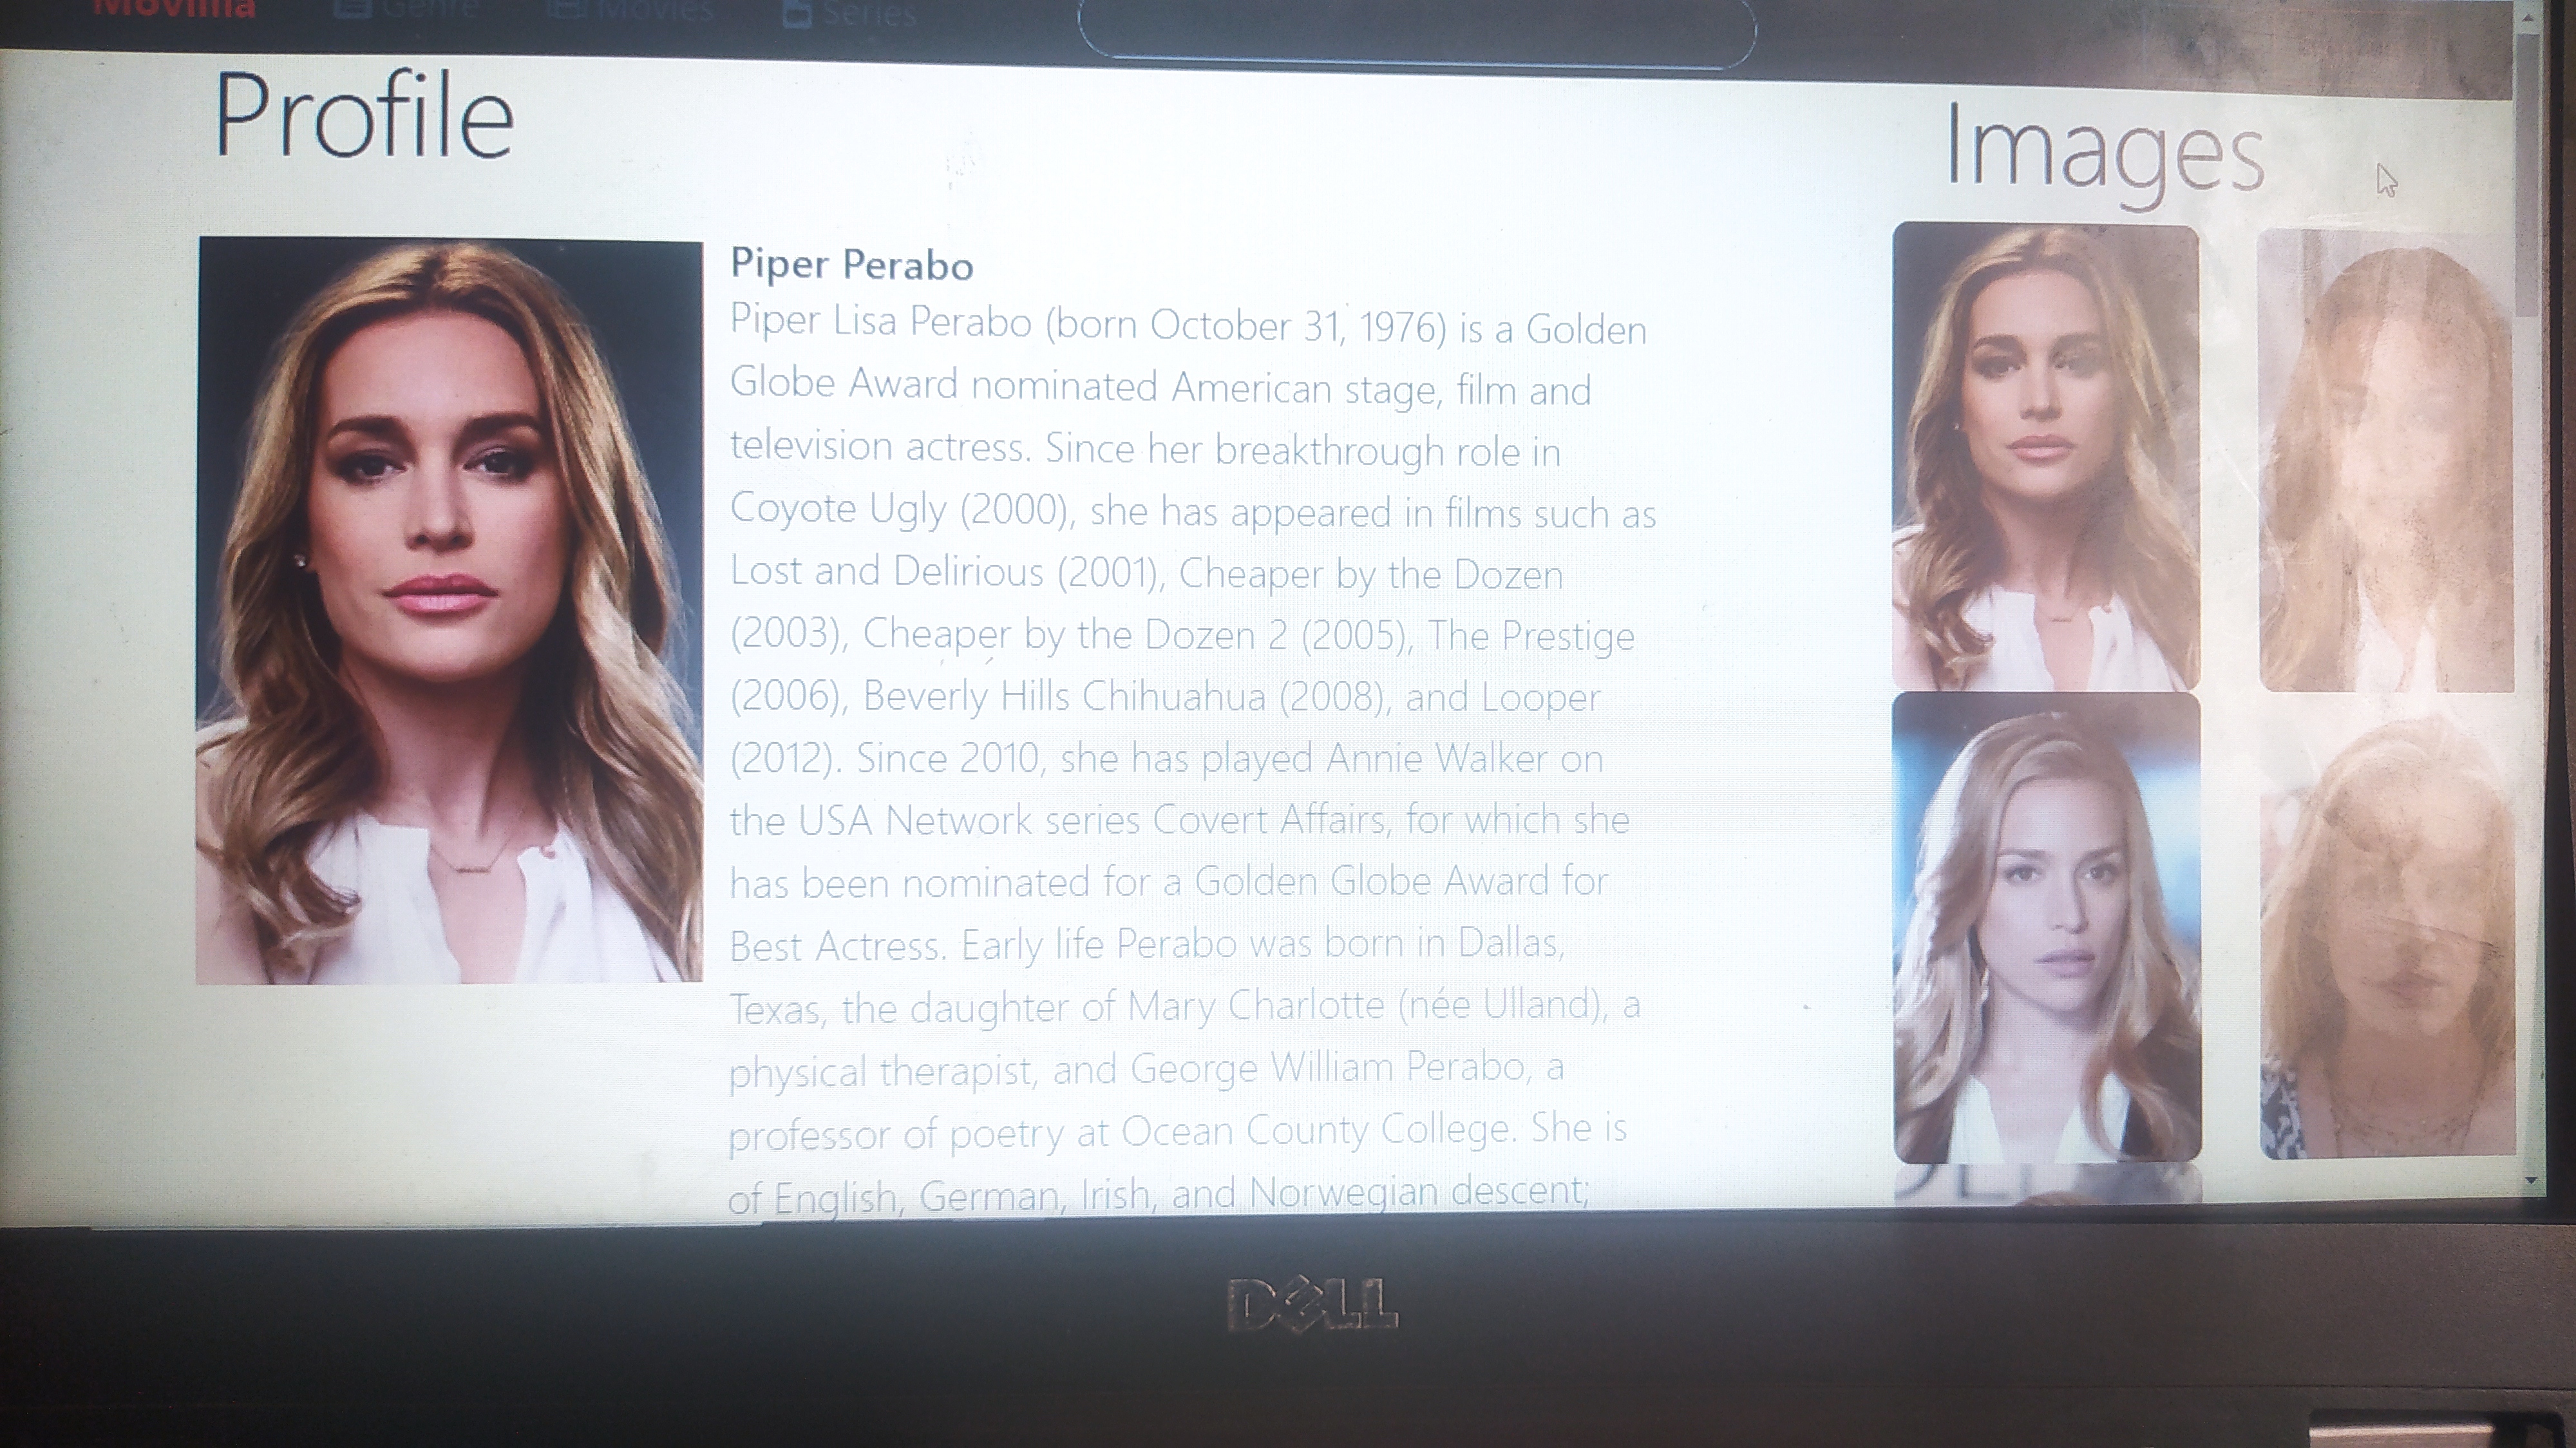 Movilla
Genre
Movies
Series
Profile
Images
Piper Perabo
Piper Lisa Perabo (born October 31, 1976) is a Golden
Globe Award nominated American stage, film and
television actress. Since her breakthrough role in
Coyote Ugly (2000), she has appeared in films such as
Lost and Delirious (2001), Cheaper by the Dozen
(2003), Cheaper by the Dozen 2 (2005), The Prestige
(2006), Beverly Hills Chihuahua (2008), and Looper
(2012). Since 2010, she has played Annie Walker on
the USA Network series Covert Affairs, for which she
has been nominated for a Golden Globe Award for
Best Actress. Early life Perabo was born in Dallas,
Texas, the daughter of Mary Charlotte (née Ulland), a
physical therapist, and George William Perabo, a
professor of poetry at Ocean County College. She is
of English, German, Irish, and Norwegian descent;
DELL